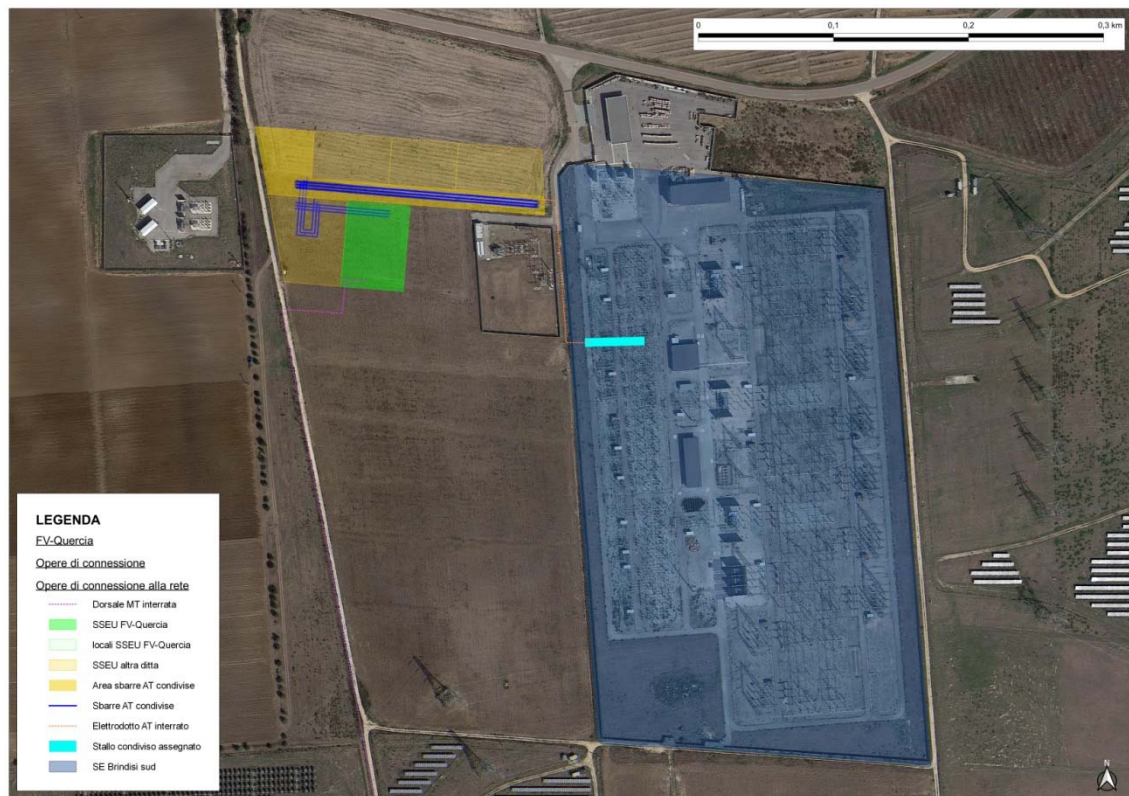 0 0,1 0,2 0,3 km
LEGENDA
FV-Quercia
Opere di connessione
Opere di connessione alla rete
Dorsale MT interrata
SSEU FV-Quercia
locali SSEU FV-Quercia
SSEU altra ditta
Area sbarre AT condivise
Sbarre AT condivise
Elettrodotto AT interrato
Stallo condiviso assegnato
SE Brindisi sud
N